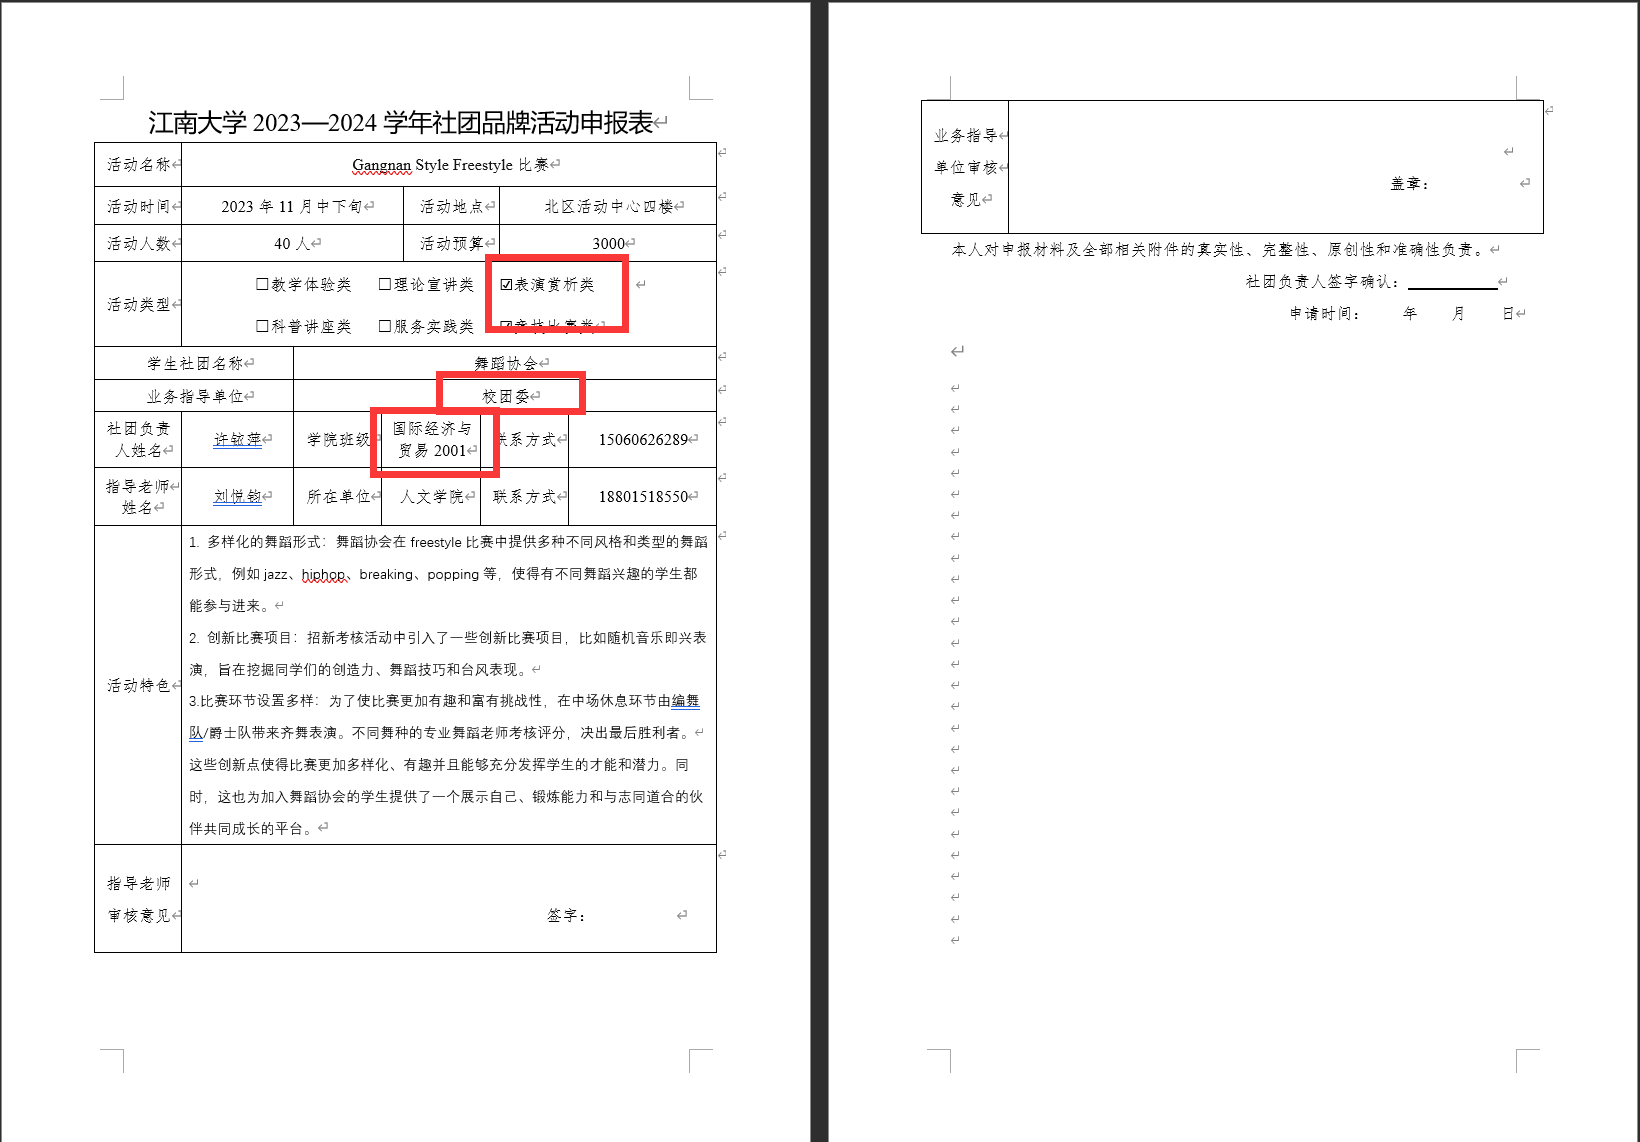 江南大学 2023—2024 学年社团品牌活动申报表
活动名称 Gangnan Style Freestyle 比赛
活动时间 2023 年 11 月中下旬 活动地点 北区活动中心四楼
活动人数 40 人 活动预算 3000
活动类型
☐教学体验类 ☐理论宣讲类 ☑表演赏析类
☐科普讲座类 ☐服务实践类 ☑竞技比赛类
学生社团名称 舞蹈协会
业务指导单位 校团委
社团负责人姓名 许铉萍 学院班级 国际经济与贸易 2001 联系方式 15060626289
指导老师姓名 刘悦钧 所在单位 人文学院 联系方式 18801518550
活动特色
1. 多样化的舞蹈形式：舞蹈协会在 freestyle 比赛中提供多种不同风格和类型的舞蹈
形式，例如 jazz、hiphop、breaking、popping 等，使得有不同舞蹈兴趣的学生都
能参与进来。
2. 创新比赛项目：招新考核活动中引入了一些创新比赛项目，比如随机音乐即兴表
演，旨在挖掘同学们的创造力、舞蹈技巧和台风表现。
3.比赛环节设置多样：为了使比赛更加有趣和富有挑战性，在中场休息环节由编舞
队/爵士队带来齐舞表演。不同舞种的专业舞蹈老师考核评分，决出最后胜利者。
这些创新点使得比赛更加多样化、有趣并且能够充分发挥学生的才能和潜力。同
时，这也为加入舞蹈协会的学生提供了一个展示自己、锻炼能力和与志同道合的伙
伴共同成长的平台。
指导老师
审核意见
签字：
业务指导
单位审核
意见
盖章：
本人对申报材料及全部相关附件的真实性、完整性、原创性和准确性负责。
社团负责人签字确认：
申请时间： 年 月 日